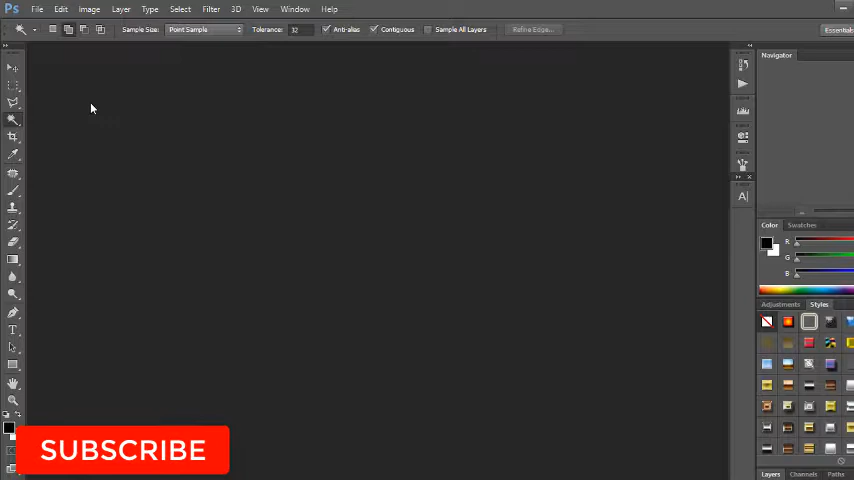 Ps File Edit Image Layer Type Select Filter 3D View Window Help
Sample Size: Point Sample Tolerance: 32 Anti-alias Contiguous Sample All Layers Refine Edge... Essentials
Navigator
A
Color Swatches
R
G
B
Adjustments Styles
T
SUBSCRIBE
Layers Channels Paths